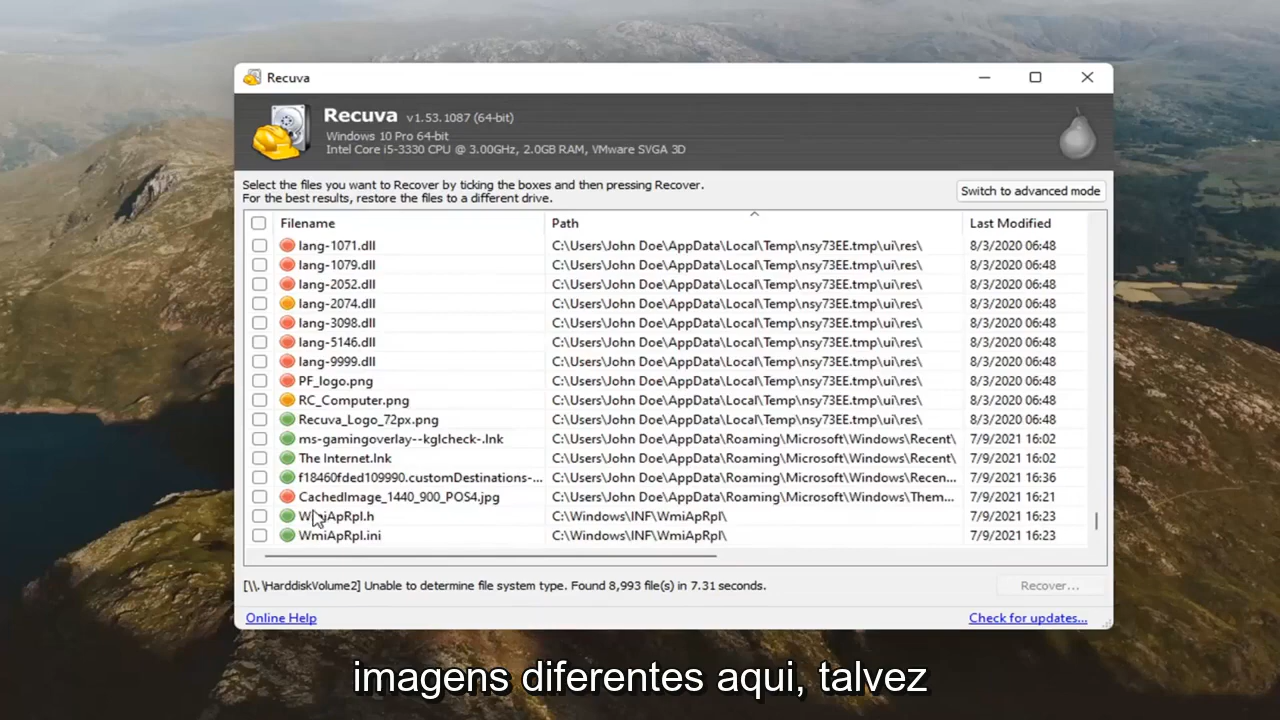 Recuva
Recuva v1.53.1087 (64-bit)
Windows 10 Pro 64-bit
Intel Core i5-3330 CPU @ 3.00GHz, 2.0GB RAM, VMware SVGA 3D
Select the files you want to Recover by ticking the boxes and then pressing Recover.
For the best results, restore the files to a different drive.
Switch to advanced mode
Filename Path Last Modified
lang-1071.dll C:\Users\John Doe\AppData\Local\Temp\nsy73EE.tmp\ui\res\ 8/3/2020 06:48
lang-1079.dll C:\Users\John Doe\AppData\Local\Temp\nsy73EE.tmp\ui\res\ 8/3/2020 06:48
lang-2052.dll C:\Users\John Doe\AppData\Local\Temp\nsy73EE.tmp\ui\res\ 8/3/2020 06:48
lang-2074.dll C:\Users\John Doe\AppData\Local\Temp\nsy73EE.tmp\ui\res\ 8/3/2020 06:48
lang-3098.dll C:\Users\John Doe\AppData\Local\Temp\nsy73EE.tmp\ui\res\ 8/3/2020 06:48
lang-5146.dll C:\Users\John Doe\AppData\Local\Temp\nsy73EE.tmp\ui\res\ 8/3/2020 06:48
lang-9999.dll C:\Users\John Doe\AppData\Local\Temp\nsy73EE.tmp\ui\res\ 8/3/2020 06:48
PF_logo.png C:\Users\John Doe\AppData\Local\Temp\nsy73EE.tmp\ui\res\ 8/3/2020 06:48
RC_Computer.png C:\Users\John Doe\AppData\Local\Temp\nsy73EE.tmp\ui\res\ 8/3/2020 06:48
Recuva_Logo_72px.png C:\Users\John Doe\AppData\Local\Temp\nsy73EE.tmp\ui\res\ 8/3/2020 06:48
ms-gamingoverlay--kglcheck-.lnk C:\Users\John Doe\AppData\Roaming\Microsoft\Windows\Recent\ 7/9/2021 16:02
The Internet.lnk C:\Users\John Doe\AppData\Roaming\Microsoft\Windows\Recent\ 7/9/2021 16:02
f18460fded109990.customDestinations-... C:\Users\John Doe\AppData\Roaming\Microsoft\Windows\Recen... 7/9/2021 16:36
CachedImage_1440_900_POS4.jpg C:\Users\John Doe\AppData\Roaming\Microsoft\Windows\Them... 7/9/2021 16:21
WmiApRpl.h C:\Windows\INF\WmiApRpl\ 7/9/2021 16:23
WmiApRpl.ini C:\Windows\INF\WmiApRpl\ 7/9/2021 16:23
[\\.\HarddiskVolume2] Unable to determine file system type. Found 8,993 file(s) in 7.31 seconds.
Recover...
Online Help
Check for updates...
imagens diferentes aqui, talvez